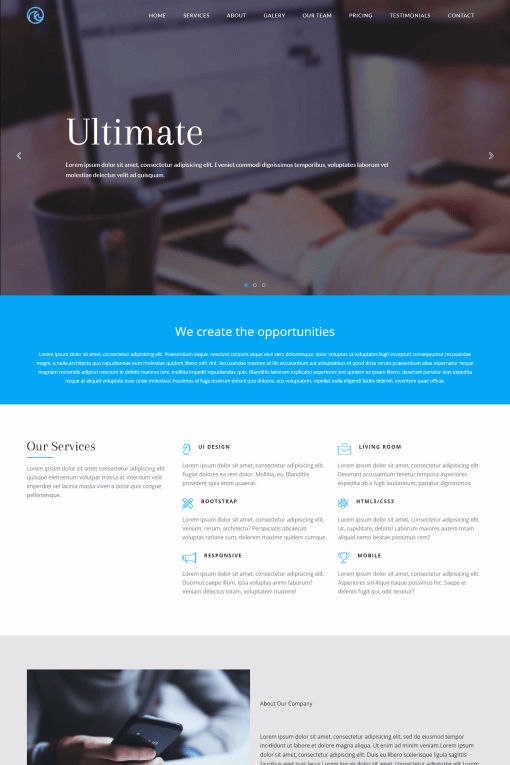 HOME SERVICES ABOUT GALERY OUR TEAM PRICING TESTIMONIALS CONTACT
Ultimate
Lorem ipsum dolor sit amet, consectetur adipisicing elit. Eveniet commodi dignissimos temporibus, voluptates laborum vel
molestiae delectus velit ad quisquam.
We create the opportunities
Lorem ipsum dolor sit amet, consectetur adipisicing elit. Praesentium neque, nesciunt corporis atque eius vero doloremque, dolor voluptas ut voluptates fugit excepturi consequuntur recusandae
magni, a nulla architecto quo repudiandae eum molestiae quidem libero odit sint. Recusandae maxime at illo accusantium aut voluptatibus et quod dicta rerum praesentium alias aspernatur neque
magnam reiciendis adipisci nesciunt in debitis maiores iure, mollitia impedit repudiandae quis. Blanditiis laborum explicabo asperiores sint quidem ex ipsam libero, deserunt pariatur eius expedita
neque at aliquid voluptate esse unde molestias! Possimus id fuga nostrum dolore quo dolores, eos voluptatem, repellat nulla eligendi facilis deleniti, inventore quae officia.
Our Services
Lorem ipsum dolor sit amet consectetur adipiscing elit
quisque elementum volutpat massa ac interdum velit
imperdiet vel lacinia massa viverra dolor quis congue
pellentesque.
UI DESIGN
Lorem ipsum dolor sit amet, consectetur adipisicing elit.
Fugiat dolores ea rem dolor. Mollitia, ea. Blanditiis
provident quia enim quaerat.
LIVING ROOM
Lorem ipsum dolor sit amet, consectetur adipisicing elit.
Deserunt accusantium tenetur tempora asperiores
expedita ab a fugit laudantium, pariatur dignissimos.
BOOTSTRAP
Lorem ipsum dolor sit amet, consectetur adipisicing elit.
Veniam, rerum, architecto? Perspiciatis obcaecati
voluptas ratione cum, dolorem maxime quidem cumque.
HTML5/CSS3
Lorem ipsum dolor sit amet, consectetur adipisicing elit.
Ut, cupiditate, debitis! Laborum maiores autem totam
aliquid nemo beatae possimus rem?
RESPONSIVE
Lorem ipsum dolor sit amet, consectetur adipisicing elit.
Ducimus saepe illum, ipsa voluptas animi laborum?
Veniam delectus totam, voluptatem maxime!
MOBILE
Lorem ipsum dolor sit amet, consectetur adipisicing elit.
Asperiores similique itaque possimus hic. Saepe et
deleniti fugit qui, odit tenetur?
About Our Company
Lorem ipsum dolor sit amet, consectetur adipiscing elit, sed do eiusmod tempor
incididunt ut labore et dolore magna aliqua. Ut enim ad minim veniam.Lorem ipsum
dolor sit amet, consectetur adipiscing elit. Duis eu libero scelerisque ligula sagittis